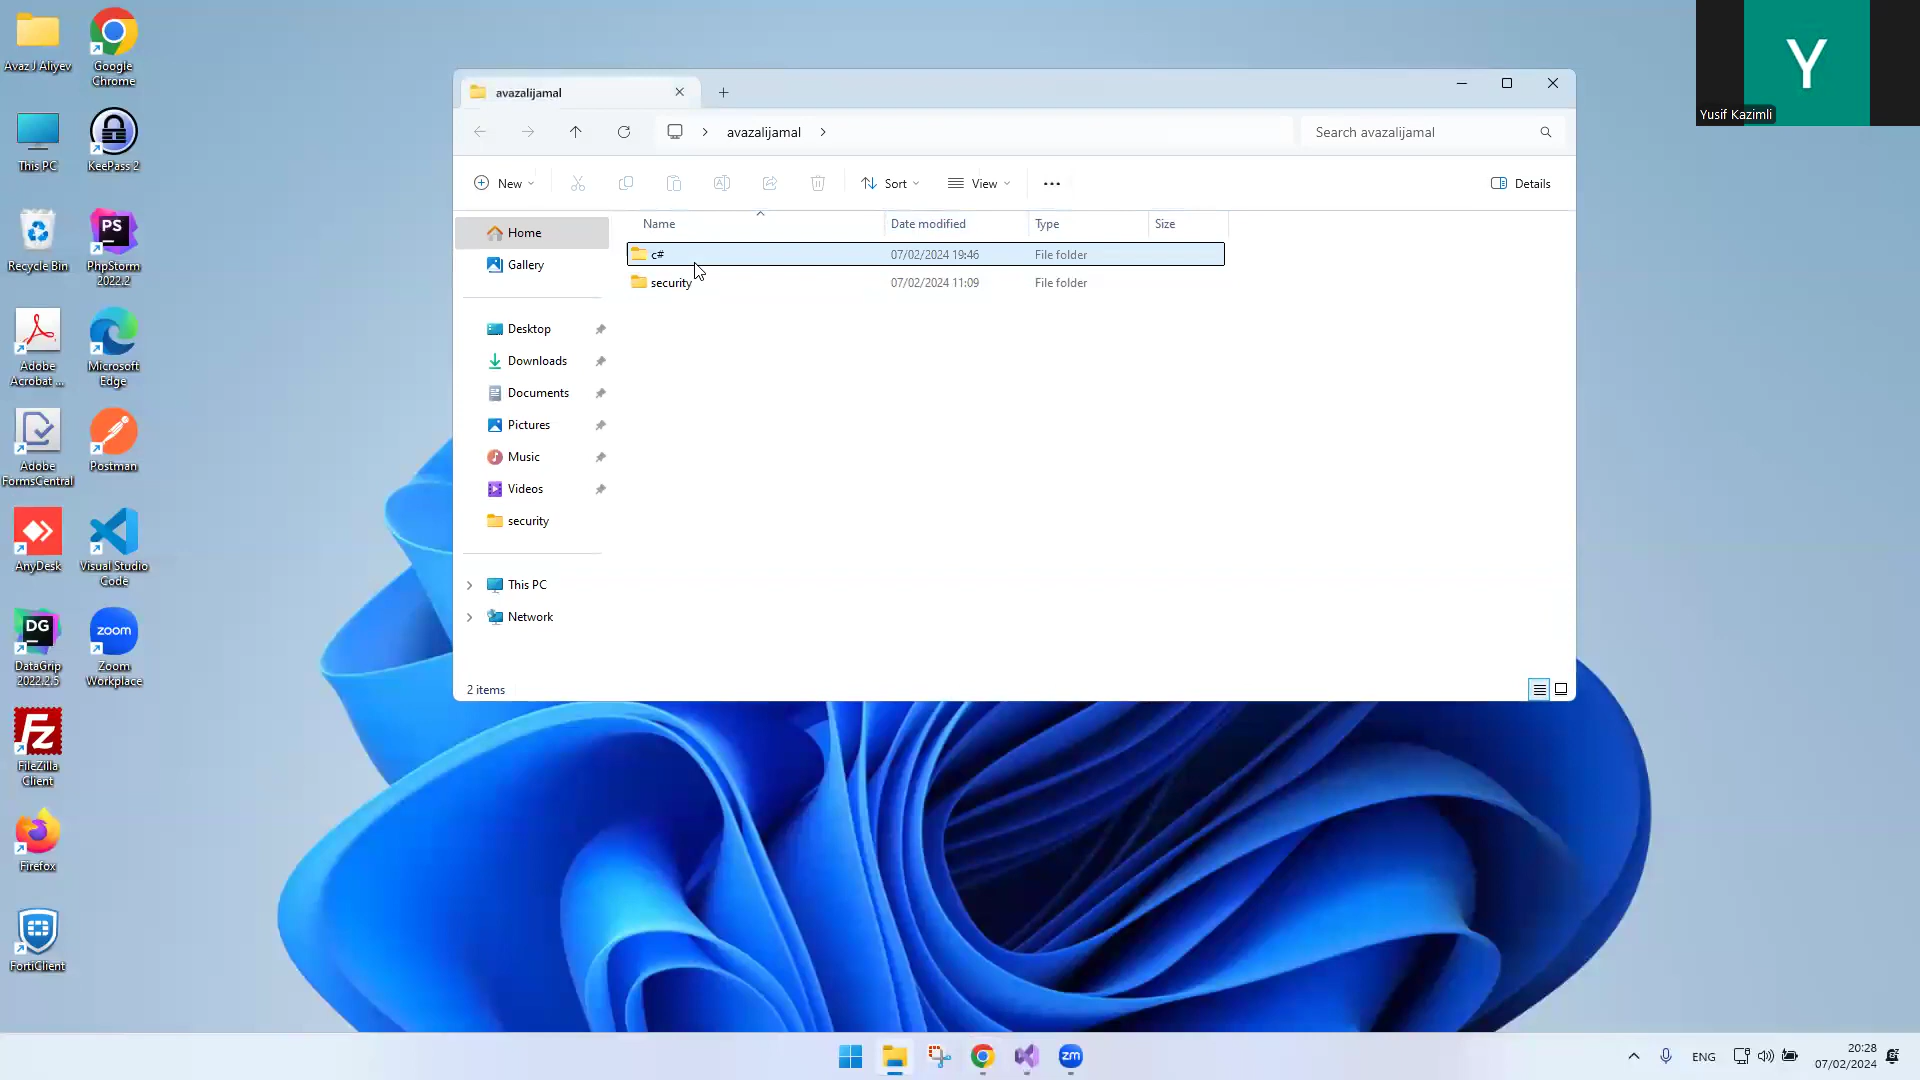 Avaz J Aliyev
Google
Chrome
This PC
KeePass 2
Recycle Bin
PS
PhpStorm
2022.2
Adobe
Acrobat ...
Microsoft
Edge
Adobe
FormsCentral
Postman
AnyDesk
Visual Studio
Code
DG
DataGrip
2022.2.5
zoom
Zoom
Workplace
FileZilla
Client
Firefox
FortiClient
avazalijamal
avazalijamal
Search avazalijamal
New
Sort
View
Details
Name
Date modified
Type
Size
Home
Gallery
Desktop
Downloads
Documents
Pictures
Music
Videos
security
This PC
Network
c# 07/02/2024 19:46 File folder
security 07/02/2024 11:09 File folder
2 items
Y
Yusif Kazimli
zm
ENG
20:28
07/02/2024